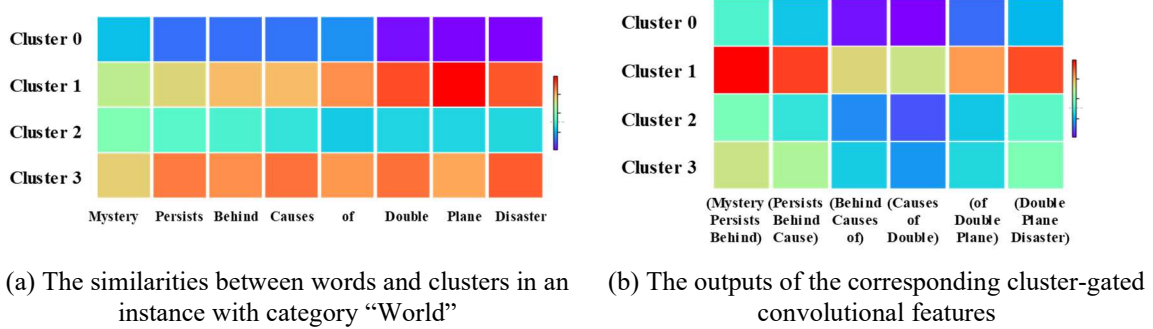 Cluster 0
Cluster 1
Cluster 2
Cluster 3
Mystery Persists Behind Causes of Double Plane Disaster
(a) The similarities between words and clusters in an
instance with category “World”
Cluster 0
Cluster 1
Cluster 2
Cluster 3
(Mystery (Persists (Behind (Causes (of (Double
Persists Behind Causes of Double Plane
Behind) Cause) of) Double) Plane) Disaster)
(b) The outputs of the corresponding cluster-gated
convolutional features